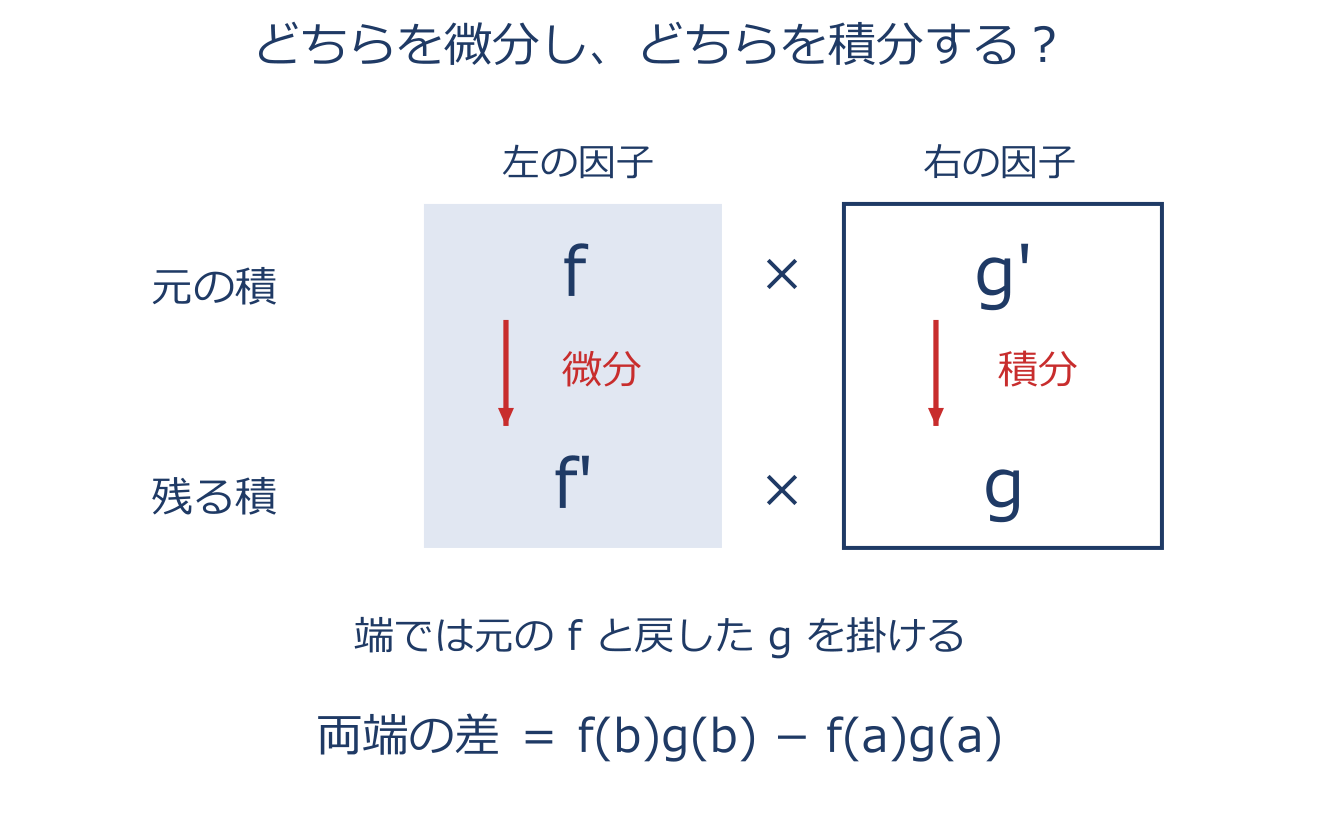 どちらを微分し、どちらを積分する？
左の因子 右の因子
元の積 f × g'
微分 積分
残る積 f' × g
端では元の f と戻した g を掛ける
両端の差 = f(b)g(b) − f(a)g(a)